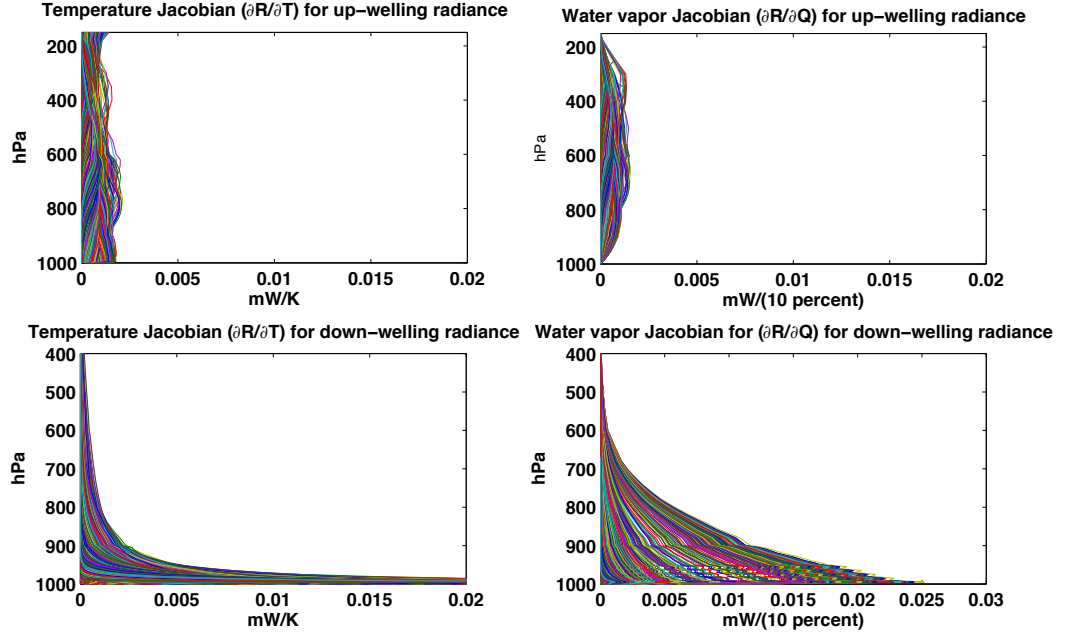 Temperature Jacobian (∂R/∂T) for up−welling radiance
200
400
600
800
1000
hPa
0 0.005 0.01 0.015 0.02
mW/K
Water vapor Jacobian (∂R/∂Q) for up−welling radiance
200
400
600
800
1000
hPa
0 0.005 0.01 0.015 0.02
mW/(10 percent)
Temperature Jacobian (∂R/∂T) for down−welling radiance
400
500
600
700
800
900
1000
hPa
0 0.005 0.01 0.015 0.02
mW/K
Water vapor Jacobian for (∂R/∂Q) for down−welling radiance
400
500
600
700
800
900
1000
hPa
0 0.005 0.01 0.015 0.02 0.025 0.03
mW/(10 percent)